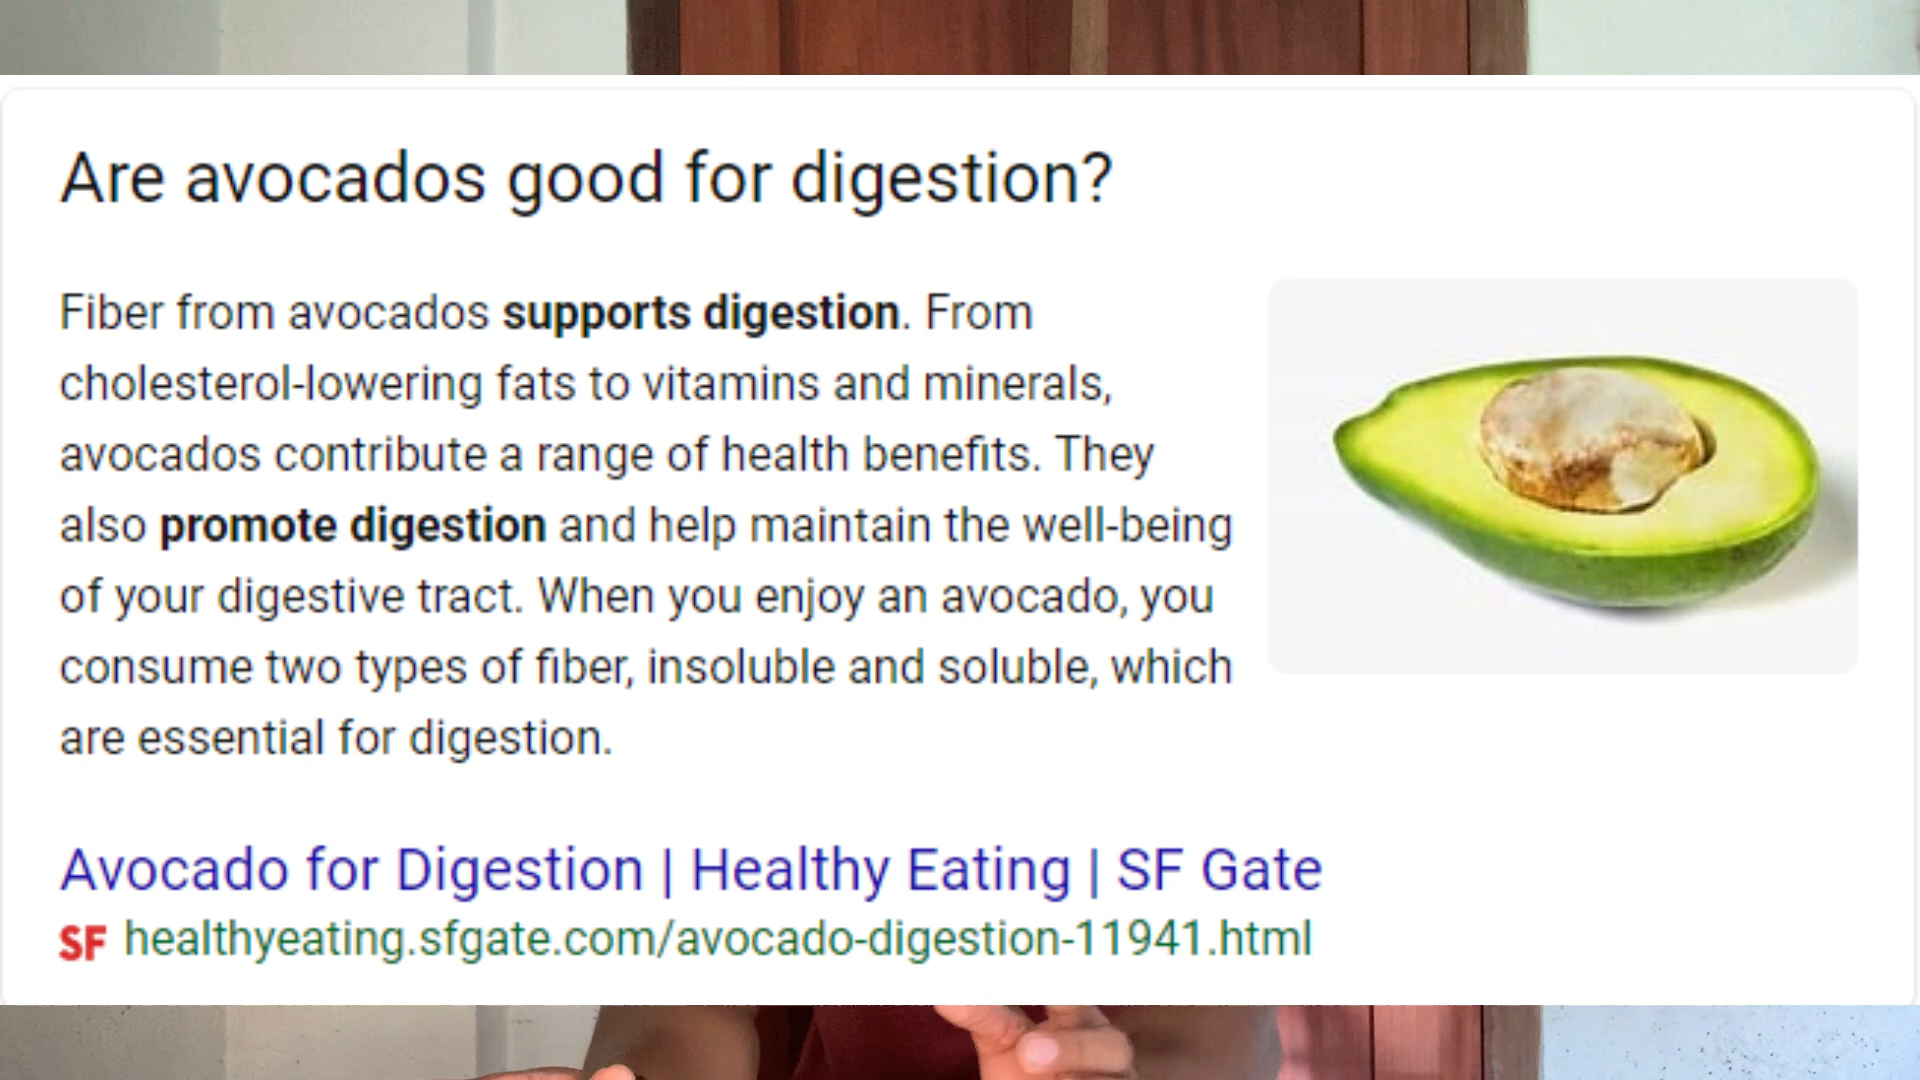 Are avocados good for digestion?
Fiber from avocados supports digestion. From
cholesterol-lowering fats to vitamins and minerals,
avocados contribute a range of health benefits. They
also promote digestion and help maintain the well-being
of your digestive tract. When you enjoy an avocado, you
consume two types of fiber, insoluble and soluble, which
are essential for digestion.
Avocado for Digestion | Healthy Eating | SF Gate
SF healthyeating.sfgate.com/avocado-digestion-11941.html